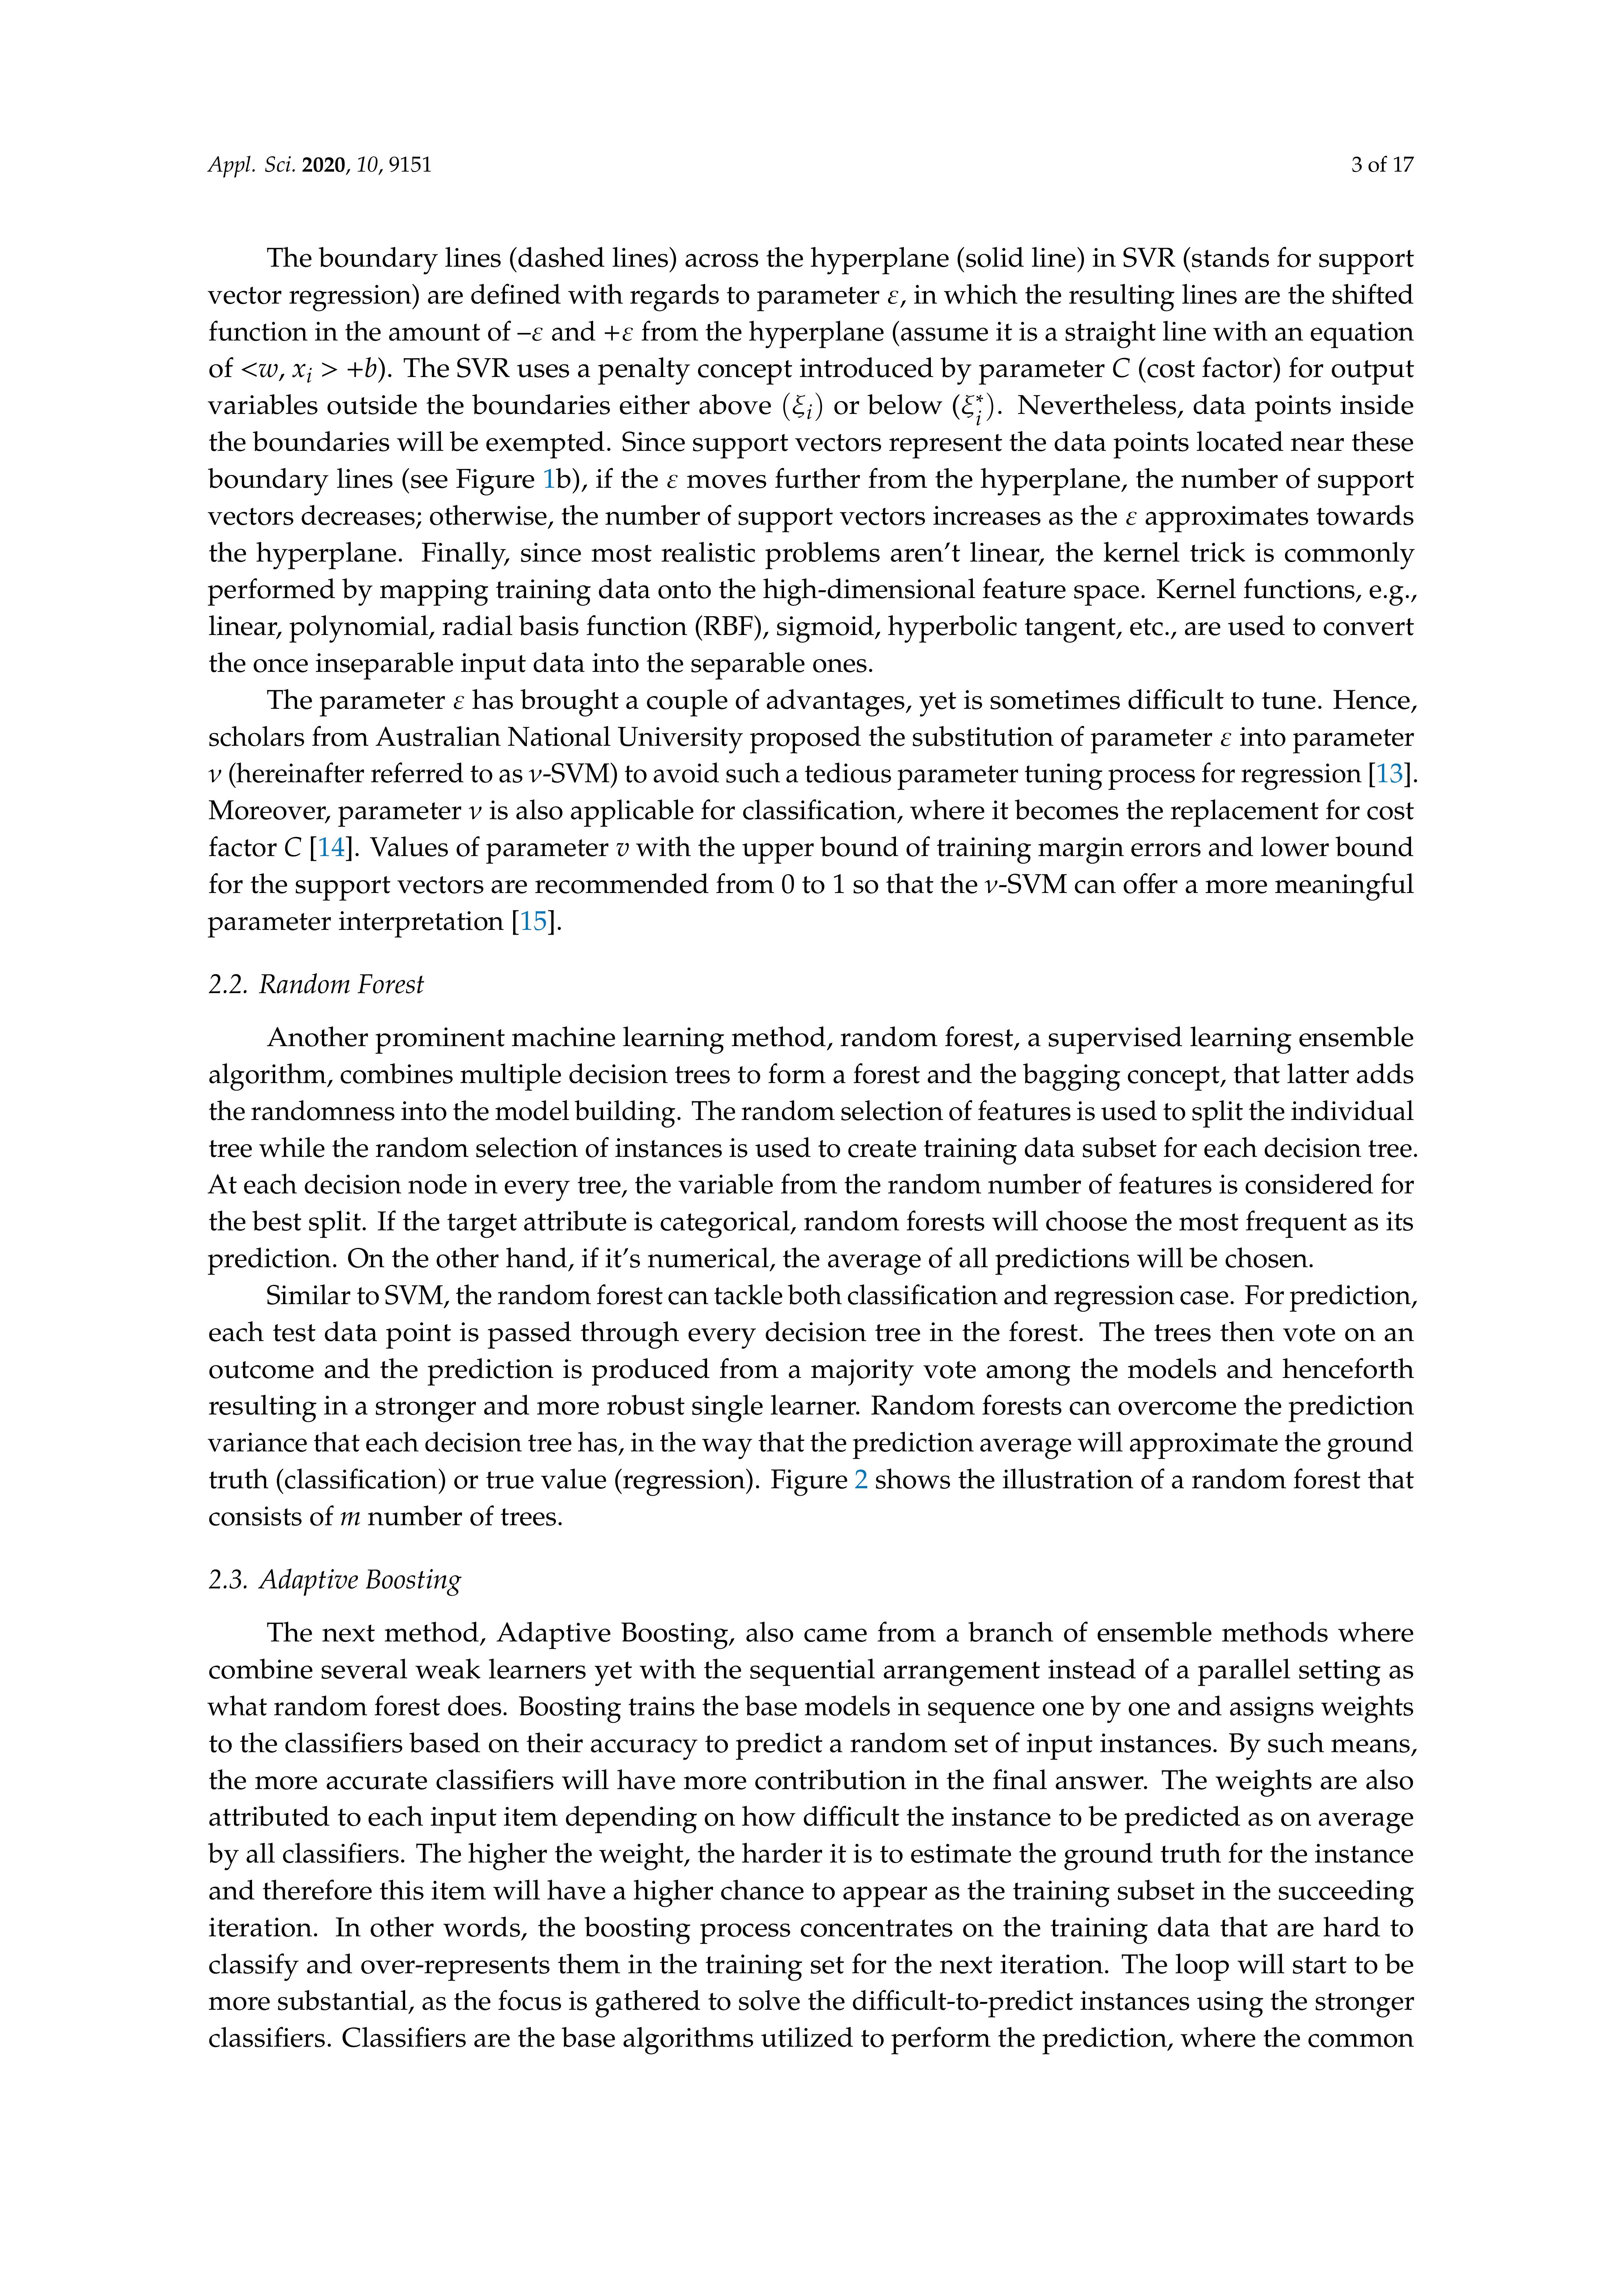 Appl. Sci. 2020, 10, 9151 3 of 17
The boundary lines (dashed lines) across the hyperplane (solid line) in SVR (stands for support
vector regression) are defined with regards to parameter ε, in which the resulting lines are the shifted
function in the amount of –ε and +ε from the hyperplane (assume it is a straight line with an equation
of <w, xᵢ > +b). The SVR uses a penalty concept introduced by parameter C (cost factor) for output
variables outside the boundaries either above (ξᵢ) or below (ξᵢ*). Nevertheless, data points inside
the boundaries will be exempted. Since support vectors represent the data points located near these
boundary lines (see Figure 1b), if the ε moves further from the hyperplane, the number of support
vectors decreases; otherwise, the number of support vectors increases as the ε approximates towards
the hyperplane. Finally, since most realistic problems aren't linear, the kernel trick is commonly
performed by mapping training data onto the high-dimensional feature space. Kernel functions, e.g.,
linear, polynomial, radial basis function (RBF), sigmoid, hyperbolic tangent, etc., are used to convert
the once inseparable input data into the separable ones.
The parameter ε has brought a couple of advantages, yet is sometimes difficult to tune. Hence,
scholars from Australian National University proposed the substitution of parameter ε into parameter
ν (hereinafter referred to as ν-SVM) to avoid such a tedious parameter tuning process for regression [13].
Moreover, parameter ν is also applicable for classification, where it becomes the replacement for cost
factor C [14]. Values of parameter v with the upper bound of training margin errors and lower bound
for the support vectors are recommended from 0 to 1 so that the ν-SVM can offer a more meaningful
parameter interpretation [15].
2.2. Random Forest
Another prominent machine learning method, random forest, a supervised learning ensemble
algorithm, combines multiple decision trees to form a forest and the bagging concept, that latter adds
the randomness into the model building. The random selection of features is used to split the individual
tree while the random selection of instances is used to create training data subset for each decision tree.
At each decision node in every tree, the variable from the random number of features is considered for
the best split. If the target attribute is categorical, random forests will choose the most frequent as its
prediction. On the other hand, if it's numerical, the average of all predictions will be chosen.
Similar to SVM, the random forest can tackle both classification and regression case. For prediction,
each test data point is passed through every decision tree in the forest. The trees then vote on an
outcome and the prediction is produced from a majority vote among the models and henceforth
resulting in a stronger and more robust single learner. Random forests can overcome the prediction
variance that each decision tree has, in the way that the prediction average will approximate the ground
truth (classification) or true value (regression). Figure 2 shows the illustration of a random forest that
consists of m number of trees.
2.3. Adaptive Boosting
The next method, Adaptive Boosting, also came from a branch of ensemble methods where
combine several weak learners yet with the sequential arrangement instead of a parallel setting as
what random forest does. Boosting trains the base models in sequence one by one and assigns weights
to the classifiers based on their accuracy to predict a random set of input instances. By such means,
the more accurate classifiers will have more contribution in the final answer. The weights are also
attributed to each input item depending on how difficult the instance to be predicted as on average
by all classifiers. The higher the weight, the harder it is to estimate the ground truth for the instance
and therefore this item will have a higher chance to appear as the training subset in the succeeding
iteration. In other words, the boosting process concentrates on the training data that are hard to
classify and over-represents them in the training set for the next iteration. The loop will start to be
more substantial, as the focus is gathered to solve the difficult-to-predict instances using the stronger
classifiers. Classifiers are the base algorithms utilized to perform the prediction, where the common